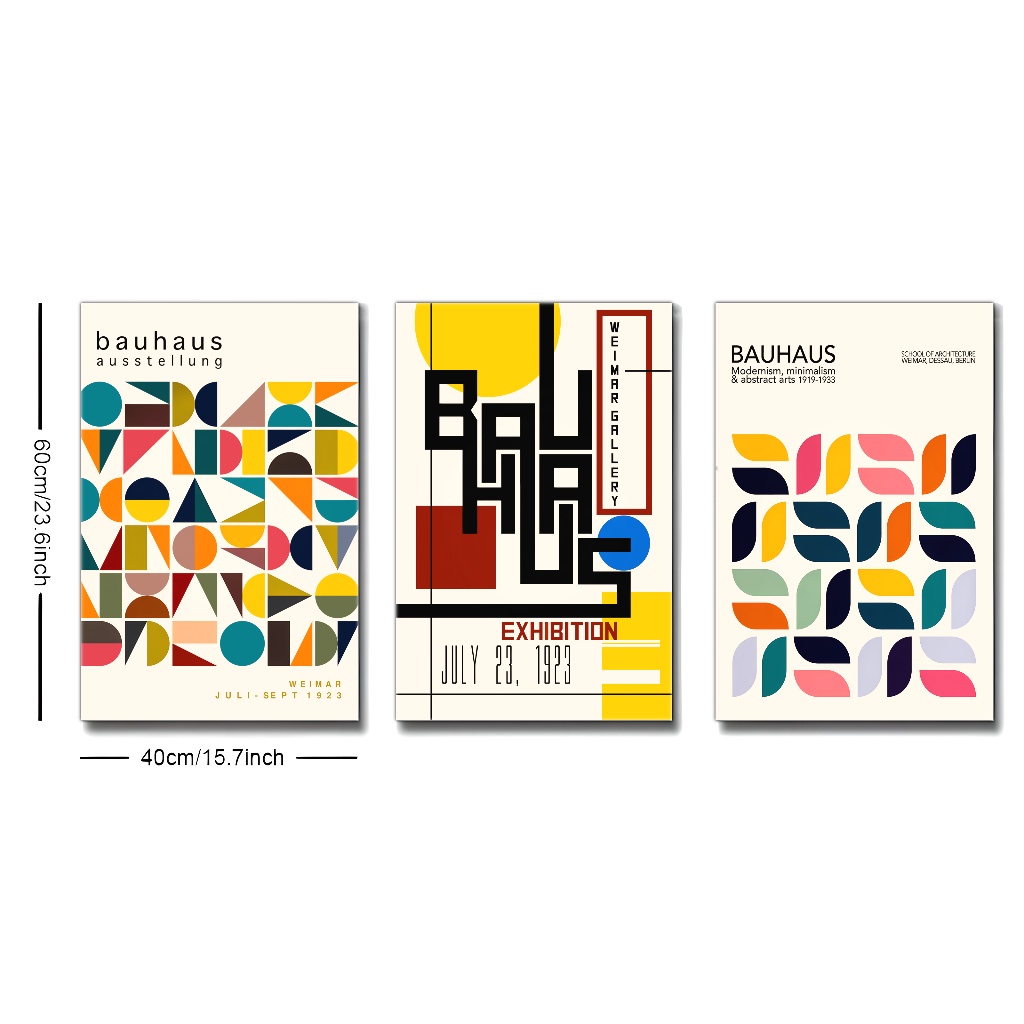 60cm/23.6inch
40cm/15.7inch
bauhaus
ausstellung
WEIMAR
JULI-SEPT 1923
WEIMAR GALLERY
BAUHAUS
EXHIBITION
JULY 23, 1923
BAUHAUS
Modernism, minimalism
& abstract arts 1919-1933
SCHOOL OF ARCHITECTURE
WEIMAR, DESSAU, BERLIN